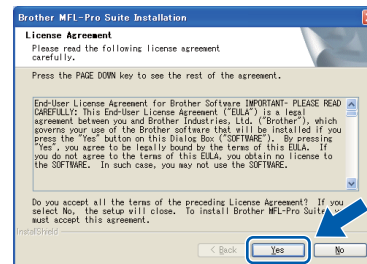 Brother MFL-Pro Suite Installation
License Agreement
Please read the following license agreement
carefully.
Press the PAGE DOWN key to see the rest of the agreement.
End-User License Agreement for Brother Software IMPORTANT- PLEASE READ
CAREFULLY: This End-User License Agreement ("EULA") is a legal
agreement between you and Brother Industries, Ltd. ("Brother"), which
governs your use of the Brother software that will be installed if you
press the "Yes" button on this Dialog Box ("SOFTWARE"). By pressing
"Yes", you agree to be legally bound by the terms of this EULA. If
you do not agree to the terms of this EULA, you obtain no license to
the SOFTWARE. In such case, you may not use the SOFTWARE.
Do you accept all the terms of the preceding License Agreement? If you
select No, the setup will close. To install Brother MFL-Pro Suite, you
must accept this agreement.
InstallShield
< Back Yes No